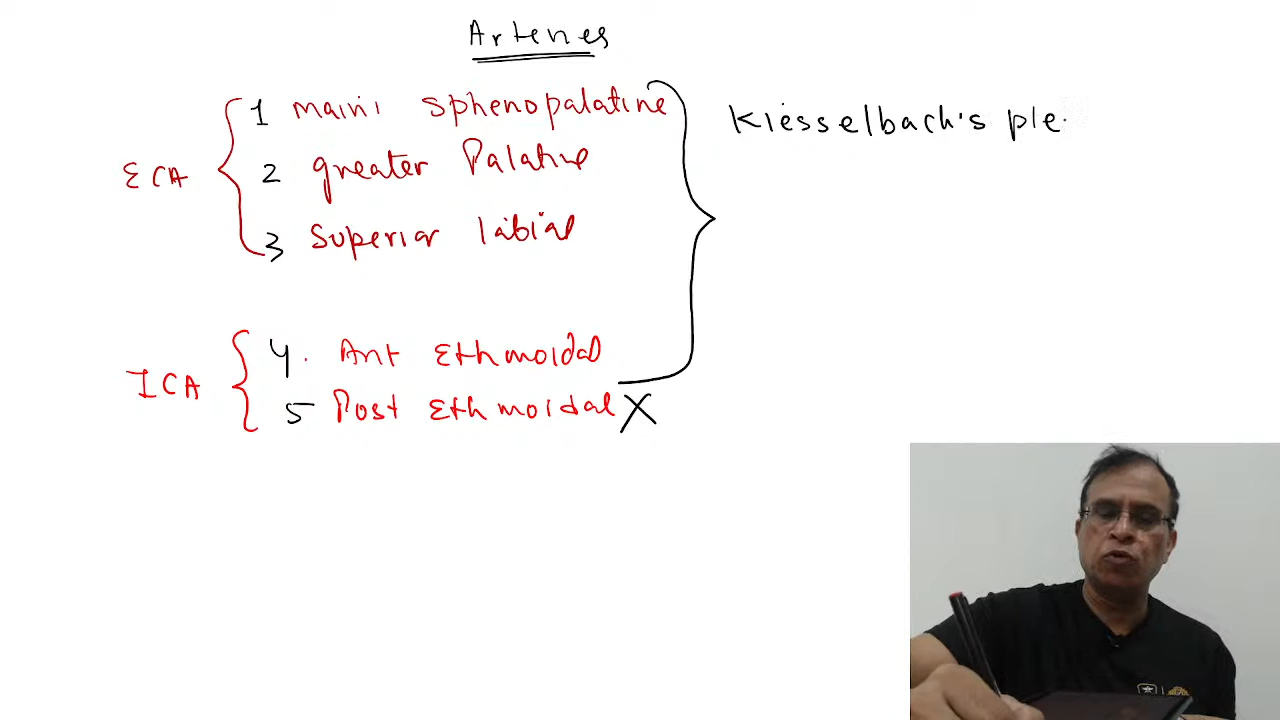 Arteries
1 main: sphenopalatine
Kiesselbach's ple
ECA
2 greater Palatine
3 Superior labial
4. Ant Ethmoidal
ICA
5 Post Ethmoidal X